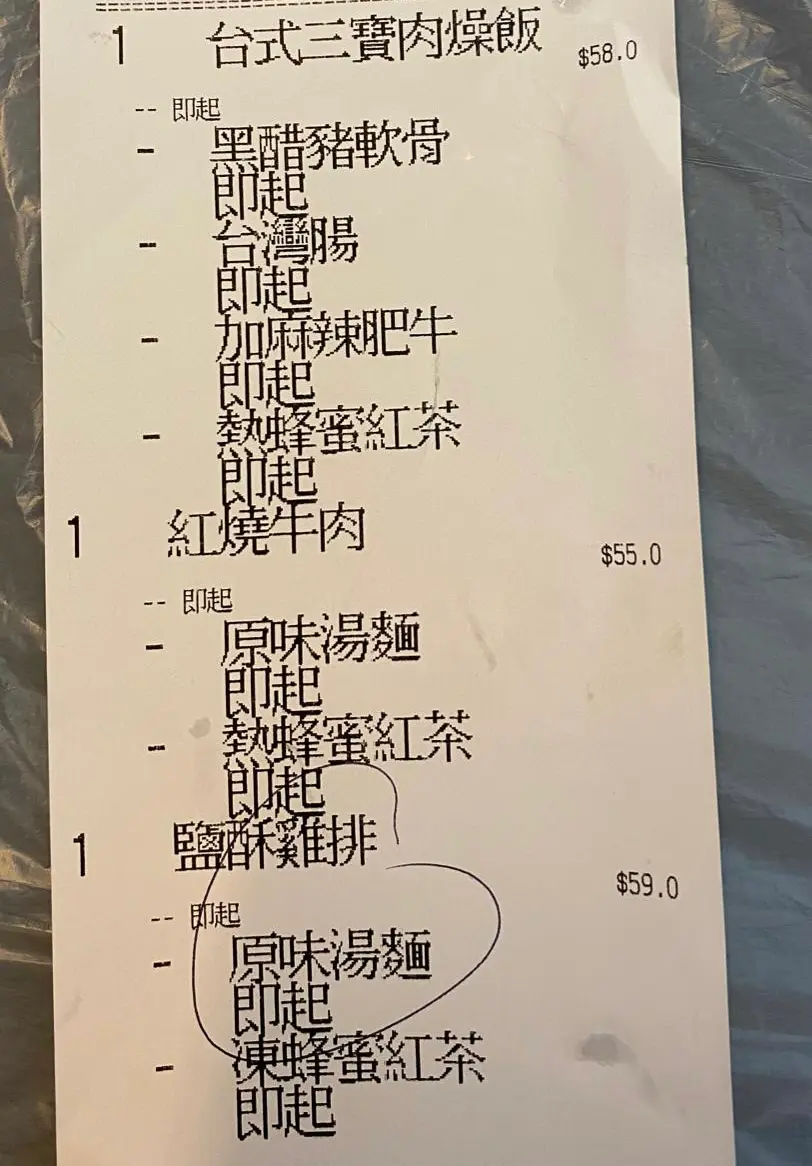 1 台式三寶肉燥飯 $58.0
-- 即起
- 黑醋豬軟骨
即起
- 台灣腸
即起
- 加麻辣肥牛
即起
- 熱蜂蜜紅茶
即起
1 紅燒牛肉 $55.0
-- 即起
- 原味湯麵
即起
- 熱蜂蜜紅茶
即起
1 鹽酥雞排 $59.0
-- 即起
- 原味湯麵
即起
- 凍蜂蜜紅茶
即起